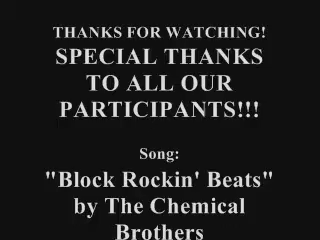 THANKS FOR WATCHING!
SPECIAL THANKS
TO ALL OUR
PARTICIPANTS!!!
Song:
"Block Rockin' Beats"
by The Chemical
Brothers